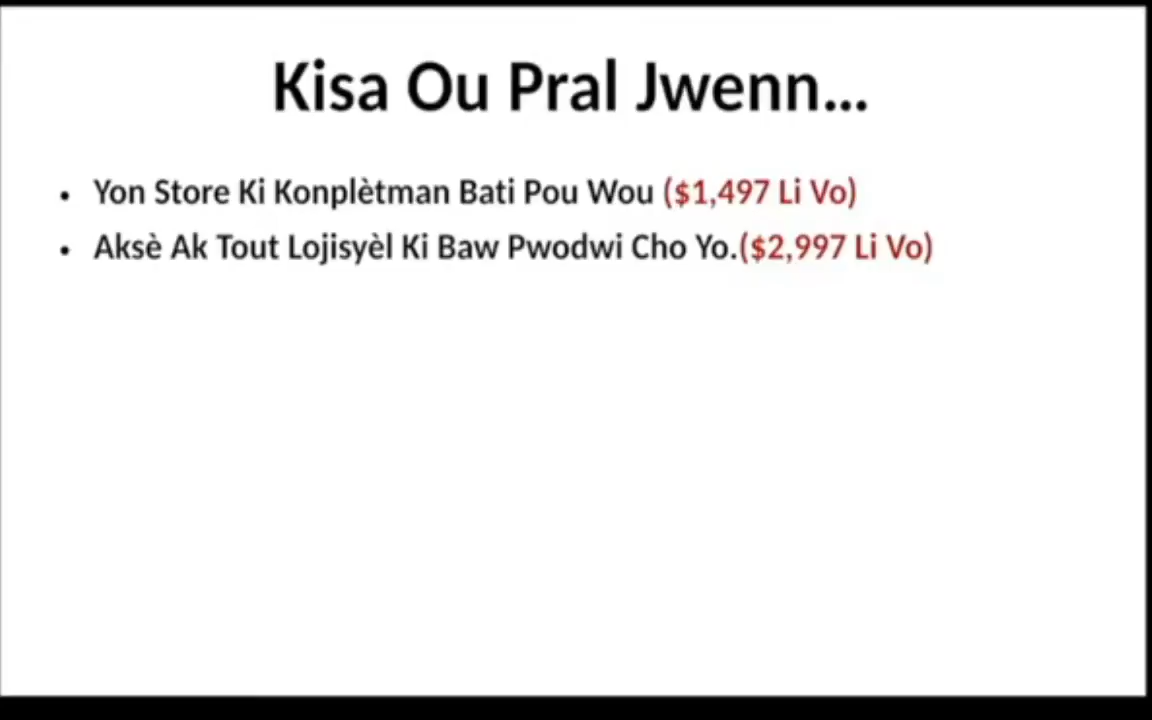 Kisa Ou Pral Jwenn...
• Yon Store Ki Konplètman Bati Pou Wou ($1,497 Li Vo)
• Aksè Ak Tout Lojisyèl Ki Baw Pwodwi Cho Yo.($2,997 Li Vo)